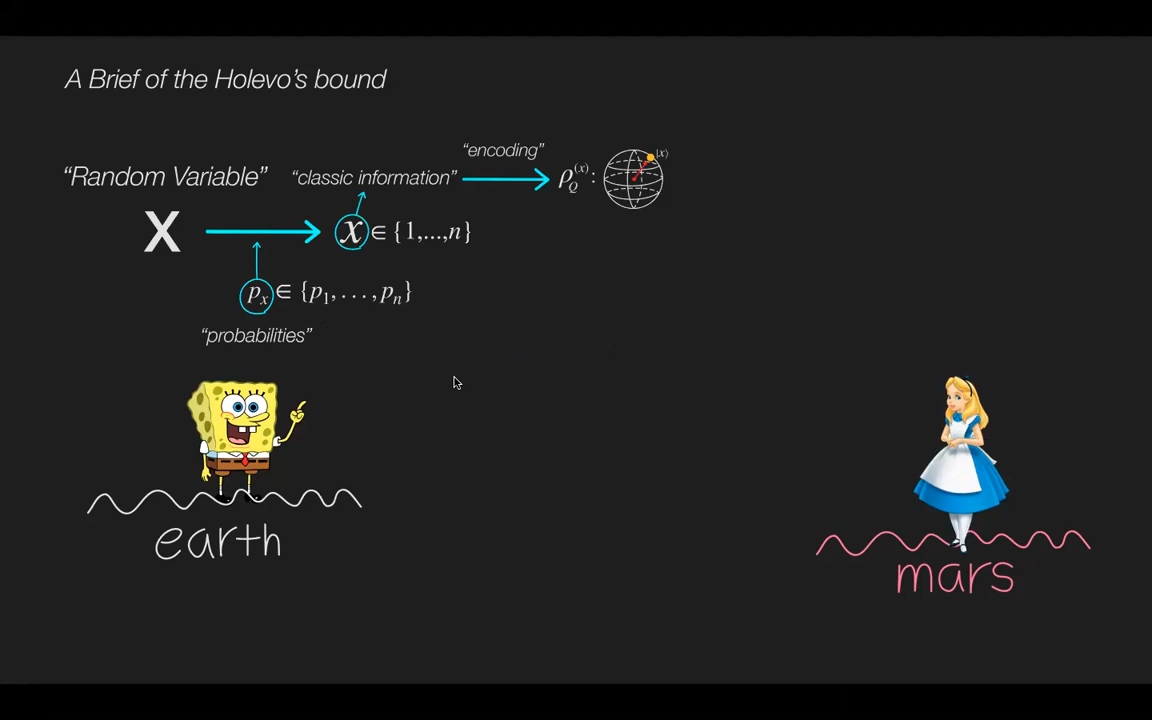 A Brief of the Holevo's bound
"encoding"
"Random Variable" "classic information" ρ_Q^(x): |x⟩
X x ∈ {1,...,n}
p_x ∈ {p_1, . . . , p_n}
"probabilities"
earth
mars